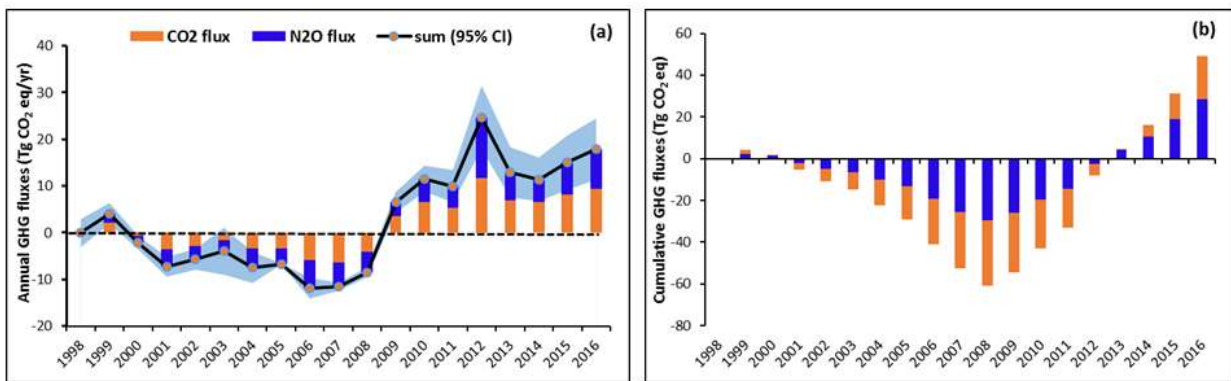 CO2 flux N2O flux sum (95% CI) (a)
Annual GHG fluxes (Tg CO₂ eq/yr)
40
30
20
10
0
-10
-20
1998 1999 2000 2001 2002 2003 2004 2005 2006 2007 2008 2009 2010 2011 2012 2013 2014 2015 2016
(b)
Cumulative GHG fluxes (Tg CO₂ eq)
60
40
20
0
-20
-40
-60
-80
1998 1999 2000 2001 2002 2003 2004 2005 2006 2007 2008 2009 2010 2011 2012 2013 2014 2015 2016